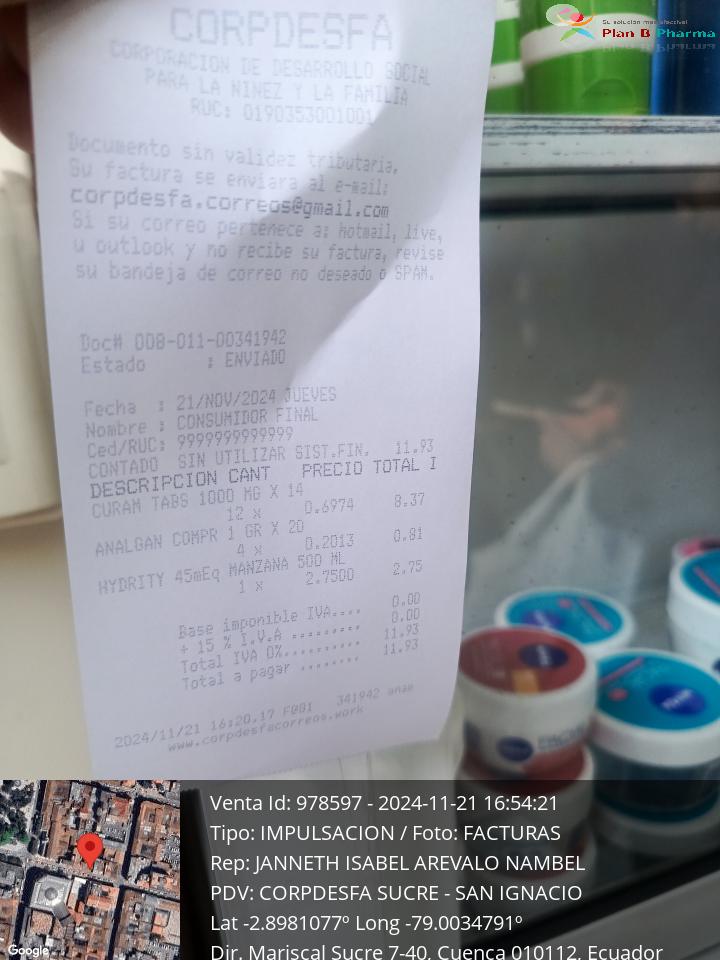 CORPDESFA
CORPORACION DE DESARROLLO SOCIAL
PARA LA NINEZ Y LA FAMILIA
RUC: 0190353001001
Documento sin validez tributaria,
Su factura se enviara al e-mail:
corpdesfa.correos@gmail.com
Si su correo pertenece a: hotmail, live,
u outlook y no recibe su factura, revise
su bandeja de correo no deseado o SPAM.
Doc# 008-011-00341942
Estado : ENVIADO
Fecha : 21/NOV/2024 JUEVES
Nombre : CONSUMIDOR FINAL
Ced/RUC: 9999999999999
CONTADO SIN UTILIZAR SIST.FIN. 11.93
DESCRIPCION CANT PRECIO TOTAL I
CURAM TABS 1000 MG X 14
12 x 0.6974 8.37
ANALGAN COMPR 1 GR X 20
4 x 0.2013 0.81
HYDRITY 45mEq MANZANA 500 ML
1 x 2.7500 2.75
Base imponible IVA.... 0.00
+ 15 % I.V.A .......... 0.00
Total IVA 0%.......... 11.93
Total a pagar ........ 11.93
2024/11/21 16:20.17 F001 341942 anae
www.corpdesfacorreos.work
Su solución más efectiva!
Plan B Pharma
NIVEA
Venta Id: 978597 - 2024-11-21 16:54:21
Tipo: IMPULSACION / Foto: FACTURAS
Rep: JANNETH ISABEL AREVALO NAMBEL
PDV: CORPDESFA SUCRE - SAN IGNACIO
Lat -2.8981077º Long -79.0034791º
Dir. Mariscal Sucre 7-40, Cuenca 010112, Ecuador
Google